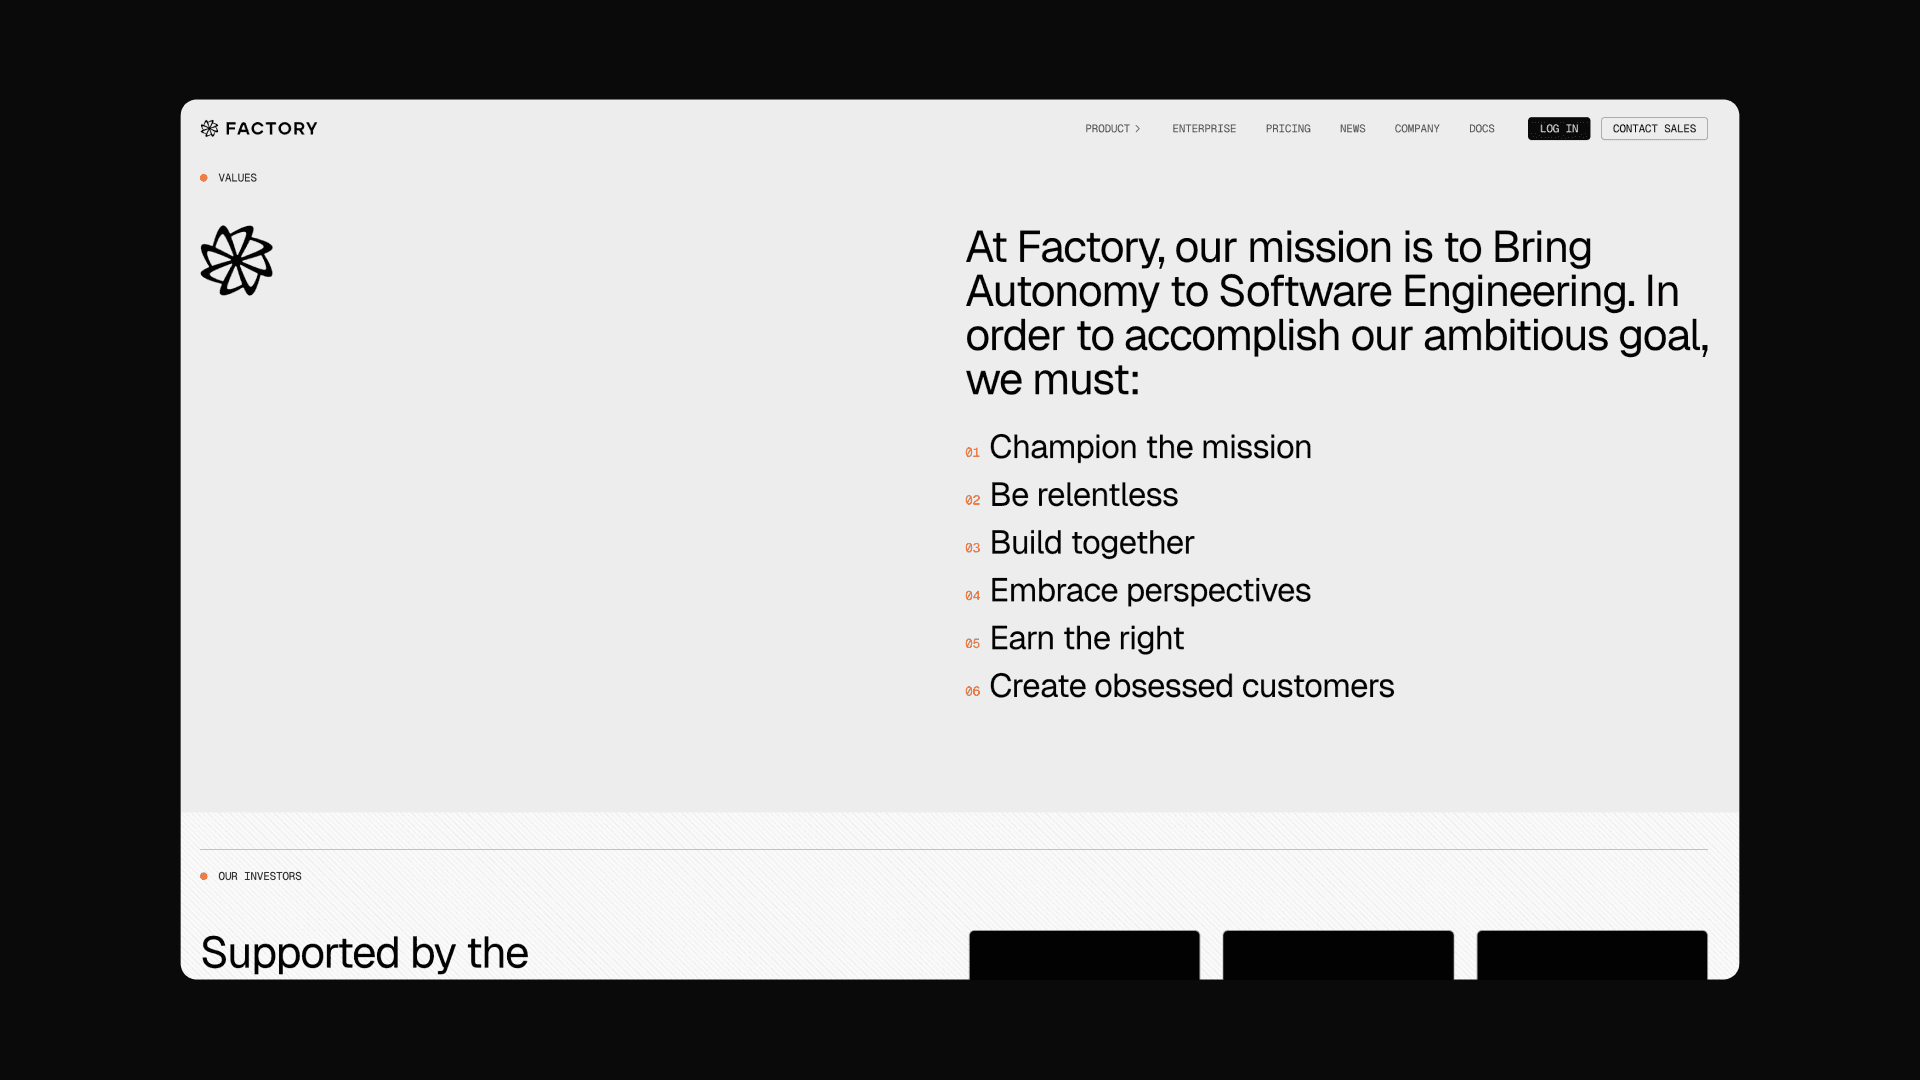 FACTORY
PRODUCT
ENTERPRISE
PRICING
NEWS
COMPANY
DOCS
LOG IN
CONTACT SALES
VALUES
At Factory, our mission is to Bring
Autonomy to Software Engineering. In
order to accomplish our ambitious goal,
we must:
01 Champion the mission
02 Be relentless
03 Build together
04 Embrace perspectives
05 Earn the right
06 Create obsessed customers
OUR INVESTORS
Supported by the